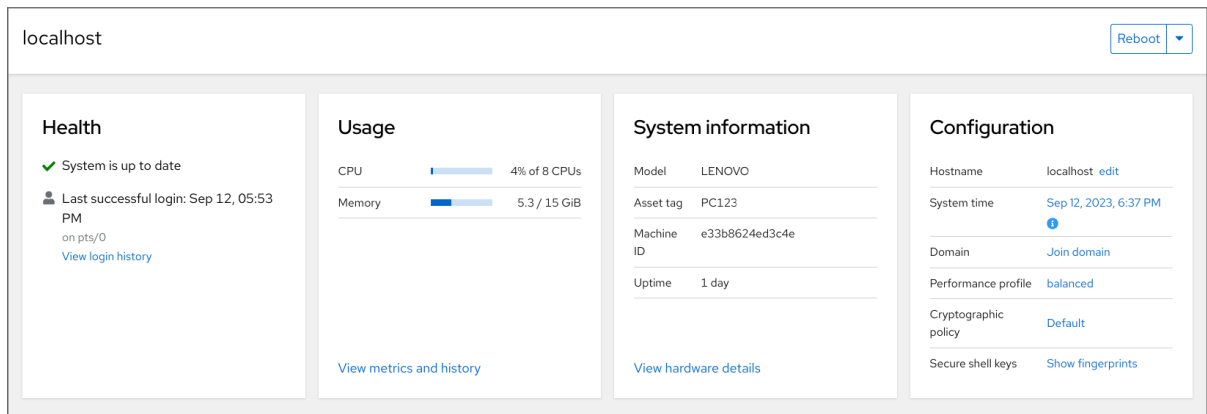 localhost
Reboot
Health
System is up to date
Last successful login: Sep 12, 05:53
PM
on pts/0
View login history
Usage
CPU 4% of 8 CPUs
Memory 5.3 / 15 GiB
View metrics and history
System information
Model LENOVO
Asset tag PC123
Machine
ID e33b8624ed3c4e
Uptime 1 day
View hardware details
Configuration
Hostname localhost edit
System time Sep 12, 2023, 6:37 PM
Domain Join domain
Performance profile balanced
Cryptographic
policy Default
Secure shell keys Show fingerprints